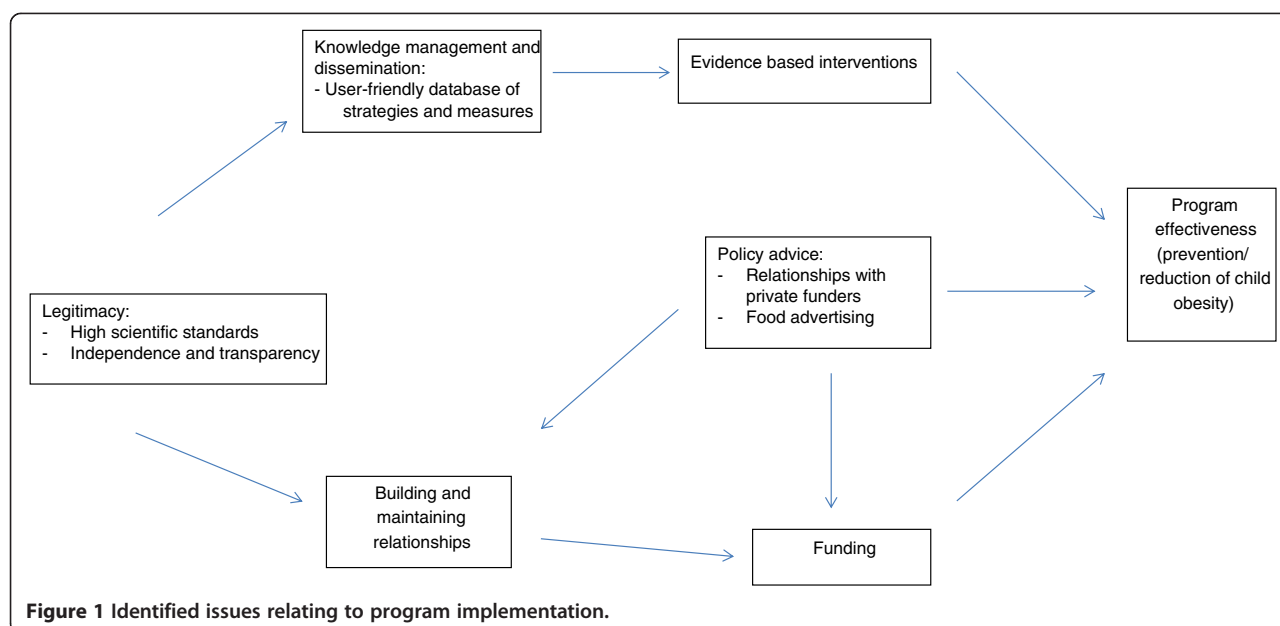 Knowledge management and
dissemination:
- User-friendly database of
strategies and measures
Evidence based interventions
Program
effectiveness
(prevention/
reduction of child
obesity)
Policy advice:
- Relationships with
private funders
- Food advertising
Legitimacy:
- High scientific standards
- Independence and transparency
Building and
maintaining
relationships
Funding
Figure 1 Identified issues relating to program implementation.